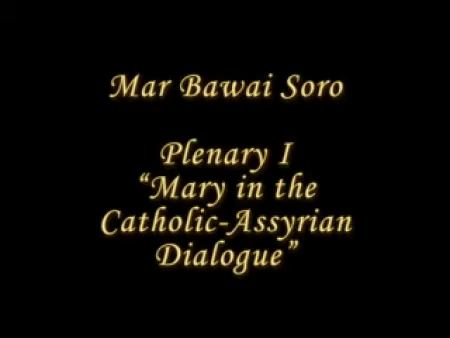 Mar Bawai Soro
Plenary I
“Mary in the
Catholic-Assyrian
Dialogue”